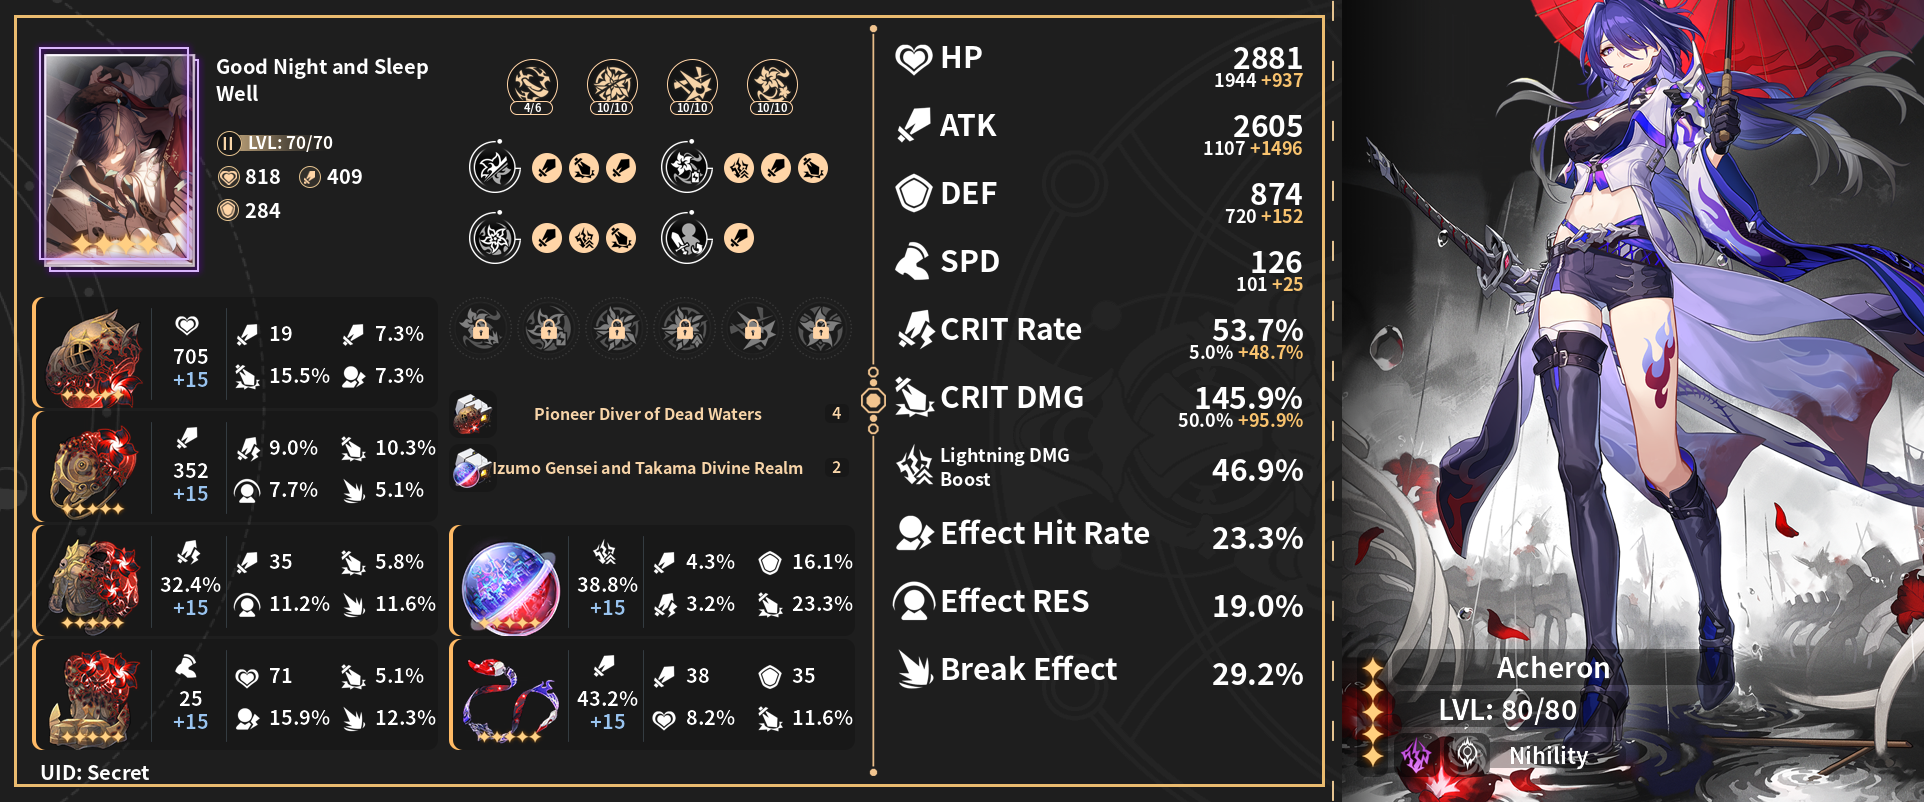 Good Night and Sleep
Well
LVL: 70/70
818 409
284
4/6 10/10 10/10 10/10
705
+15
19 7.3%
15.5% 7.3%
352
+15
9.0% 10.3%
7.7% 5.1%
32.4%
+15
35 5.8%
11.2% 11.6%
25
+15
71 5.1%
15.9% 12.3%
UID: Secret
Pioneer Diver of Dead Waters 4
Izumo Gensei and Takama Divine Realm 2
38.8%
+15
4.3% 16.1%
3.2% 23.3%
43.2%
+15
38 35
8.2% 11.6%
HP 2881
1944 +937
ATK 2605
1107 +1496
DEF 874
720 +152
SPD 126
101 +25
CRIT Rate 53.7%
5.0% +48.7%
CRIT DMG 145.9%
50.0% +95.9%
Lightning DMG
Boost 46.9%
Effect Hit Rate 23.3%
Effect RES 19.0%
Break Effect 29.2%
Acheron
LVL: 80/80
Nihility